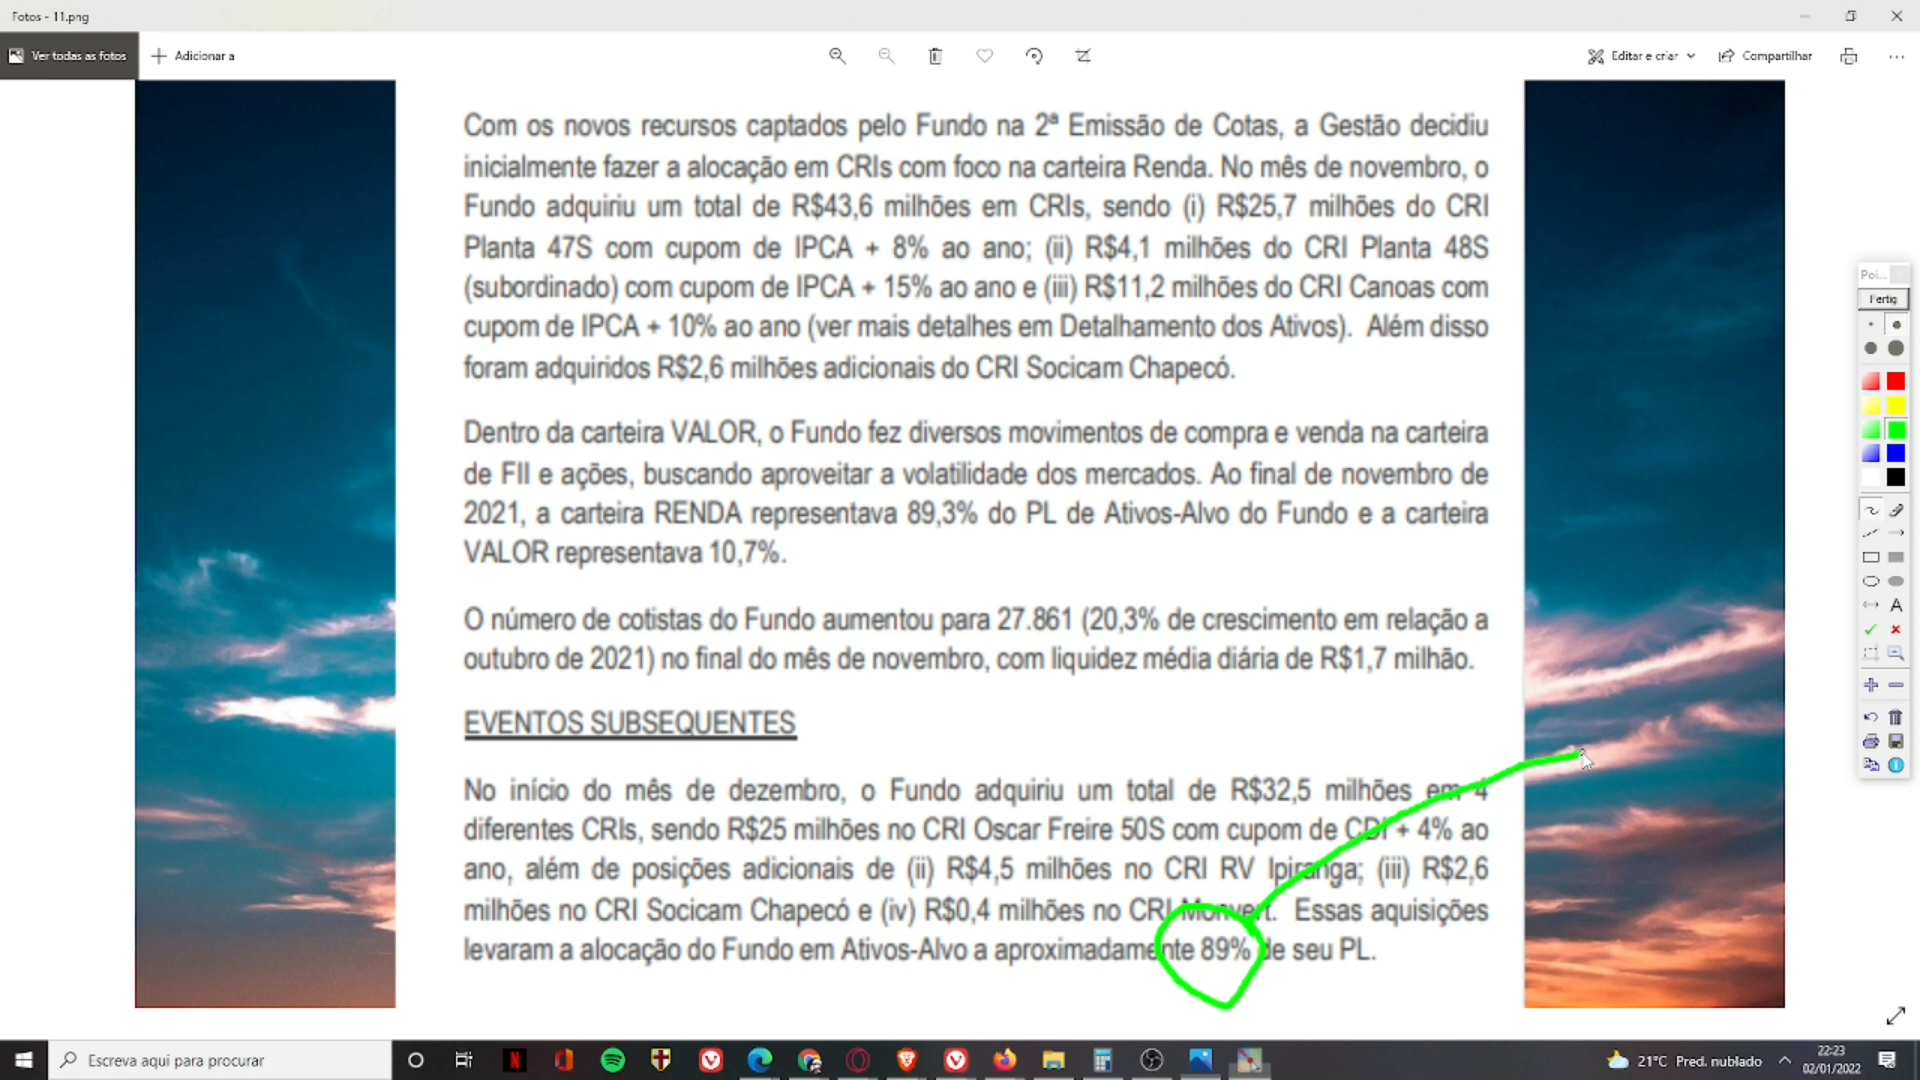 Fotos - 11.png
Ver todas as fotos
Adicionar a
Editar e criar
Compartilhar
Com os novos recursos captados pelo Fundo na 2ª Emissão de Cotas, a Gestão decidiu
inicialmente fazer a alocação em CRIs com foco na carteira Renda. No mês de novembro, o
Fundo adquiriu um total de R$43,6 milhões em CRIs, sendo (i) R$25,7 milhões do CRI
Planta 47S com cupom de IPCA + 8% ao ano; (ii) R$4,1 milhões do CRI Planta 48S
(subordinado) com cupom de IPCA + 15% ao ano e (iii) R$11,2 milhões do CRI Canoas com
cupom de IPCA + 10% ao ano (ver mais detalhes em Detalhamento dos Ativos). Além disso
foram adquiridos R$2,6 milhões adicionais do CRI Socicam Chapecó.
Dentro da carteira VALOR, o Fundo fez diversos movimentos de compra e venda na carteira
de FII e ações, buscando aproveitar a volatilidade dos mercados. Ao final de novembro de
2021, a carteira RENDA representava 89,3% do PL de Ativos-Alvo do Fundo e a carteira
VALOR representava 10,7%.
O número de cotistas do Fundo aumentou para 27.861 (20,3% de crescimento em relação a
outubro de 2021) no final do mês de novembro, com liquidez média diária de R$1,7 milhão.
EVENTOS SUBSEQUENTES
No início do mês de dezembro, o Fundo adquiriu um total de R$32,5 milhões em 4
diferentes CRIs, sendo R$25 milhões no CRI Oscar Freire 50S com cupom de CDI + 4% ao
ano, além de posições adicionais de (ii) R$4,5 milhões no CRI RV Ipiranga; (iii) R$2,6
milhões no CRI Socicam Chapecó e (iv) R$0,4 milhões no CRI Monvert. Essas aquisições
levaram a alocação do Fundo em Ativos-Alvo a aproximadamente 89% de seu PL.
Poi...
Fertig
A
Escreva aqui para procurar
21°C Pred. nublado
22:23
02/01/2022